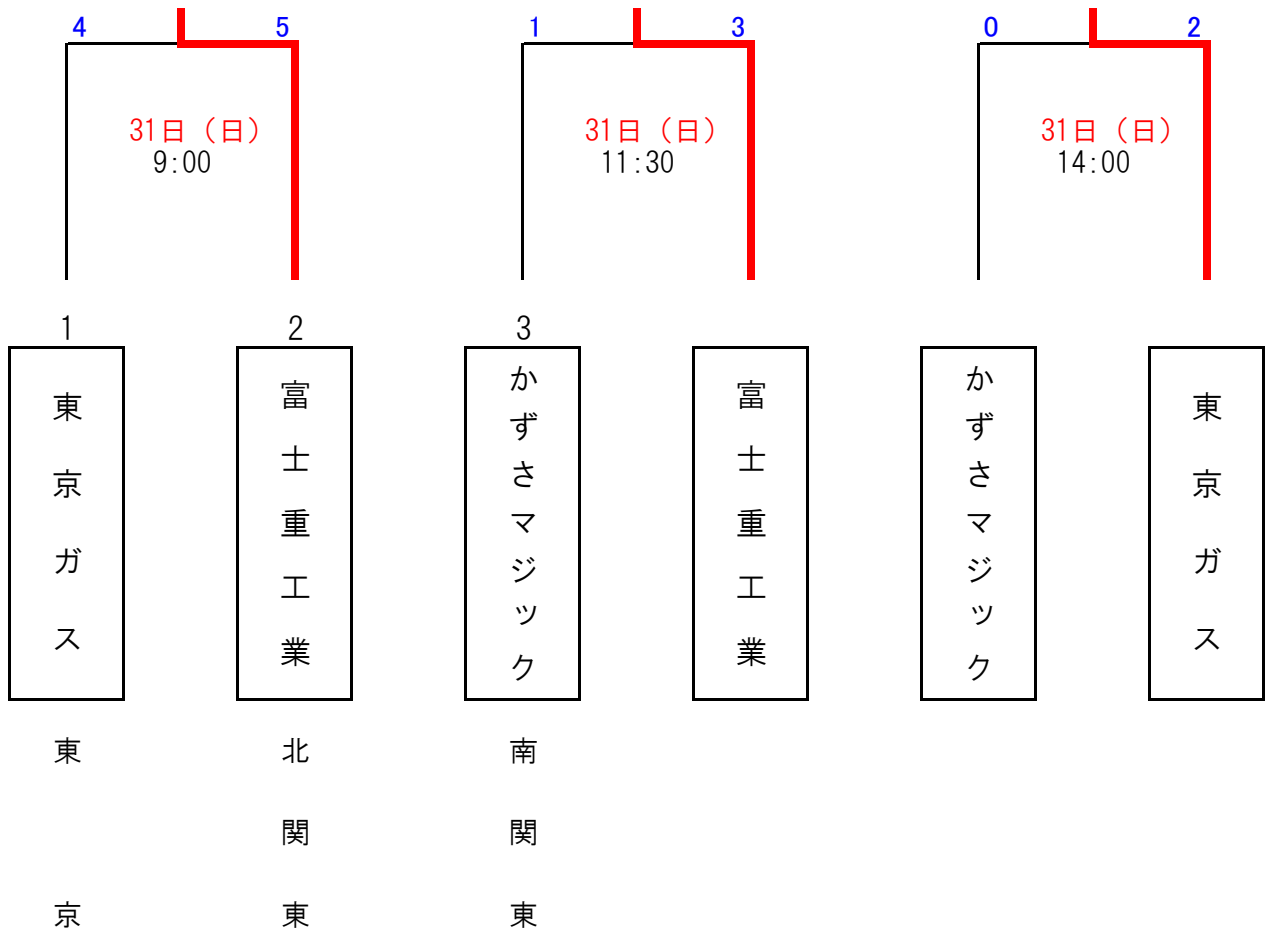 4 5
1 3
0 2
31日（日）
9:00
31日（日）
11:30
31日（日）
14:00
1
2
3
東京ガス
富士重工業
かずさマジック
富士重工業
かずさマジック
東京ガス
東京
北関東
南関東